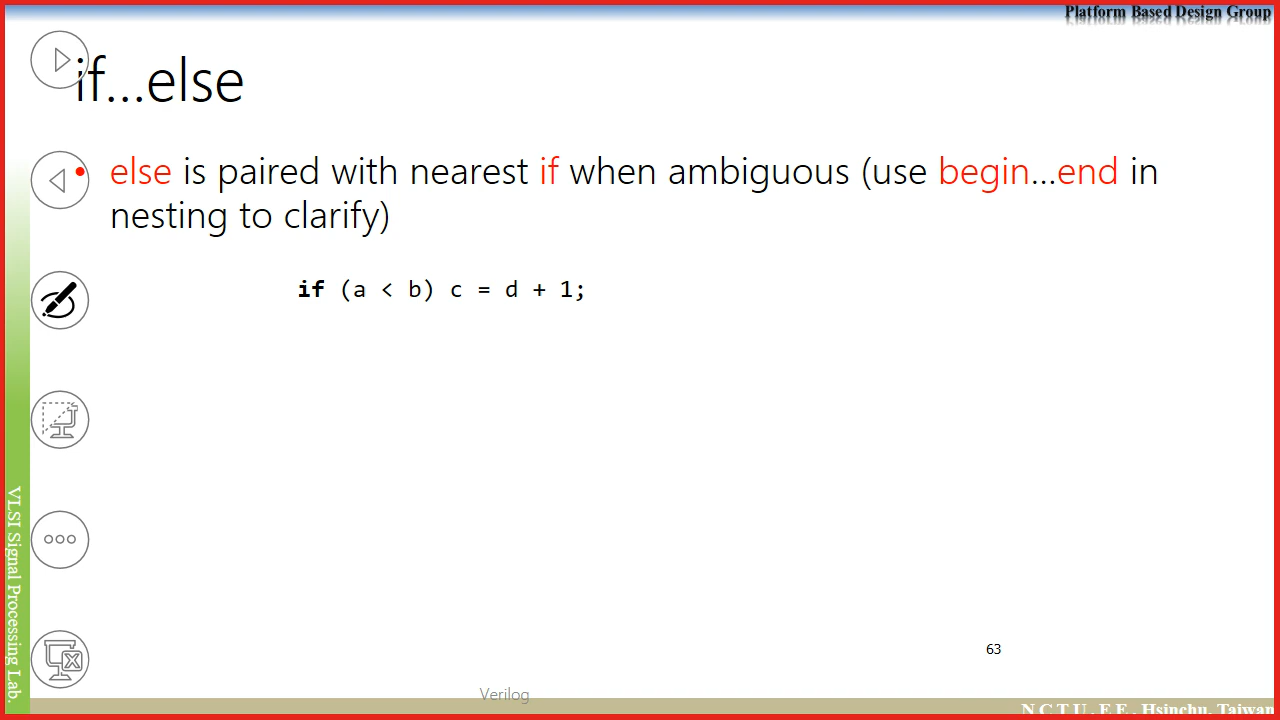 Platform Based Design Group
if...else
else is paired with nearest if when ambiguous (use begin...end in
nesting to clarify)
if (a < b) c = d + 1;
VLSI Signal Processing Lab.
63
Verilog
N C T U . E E , Hsinchu, Taiwan